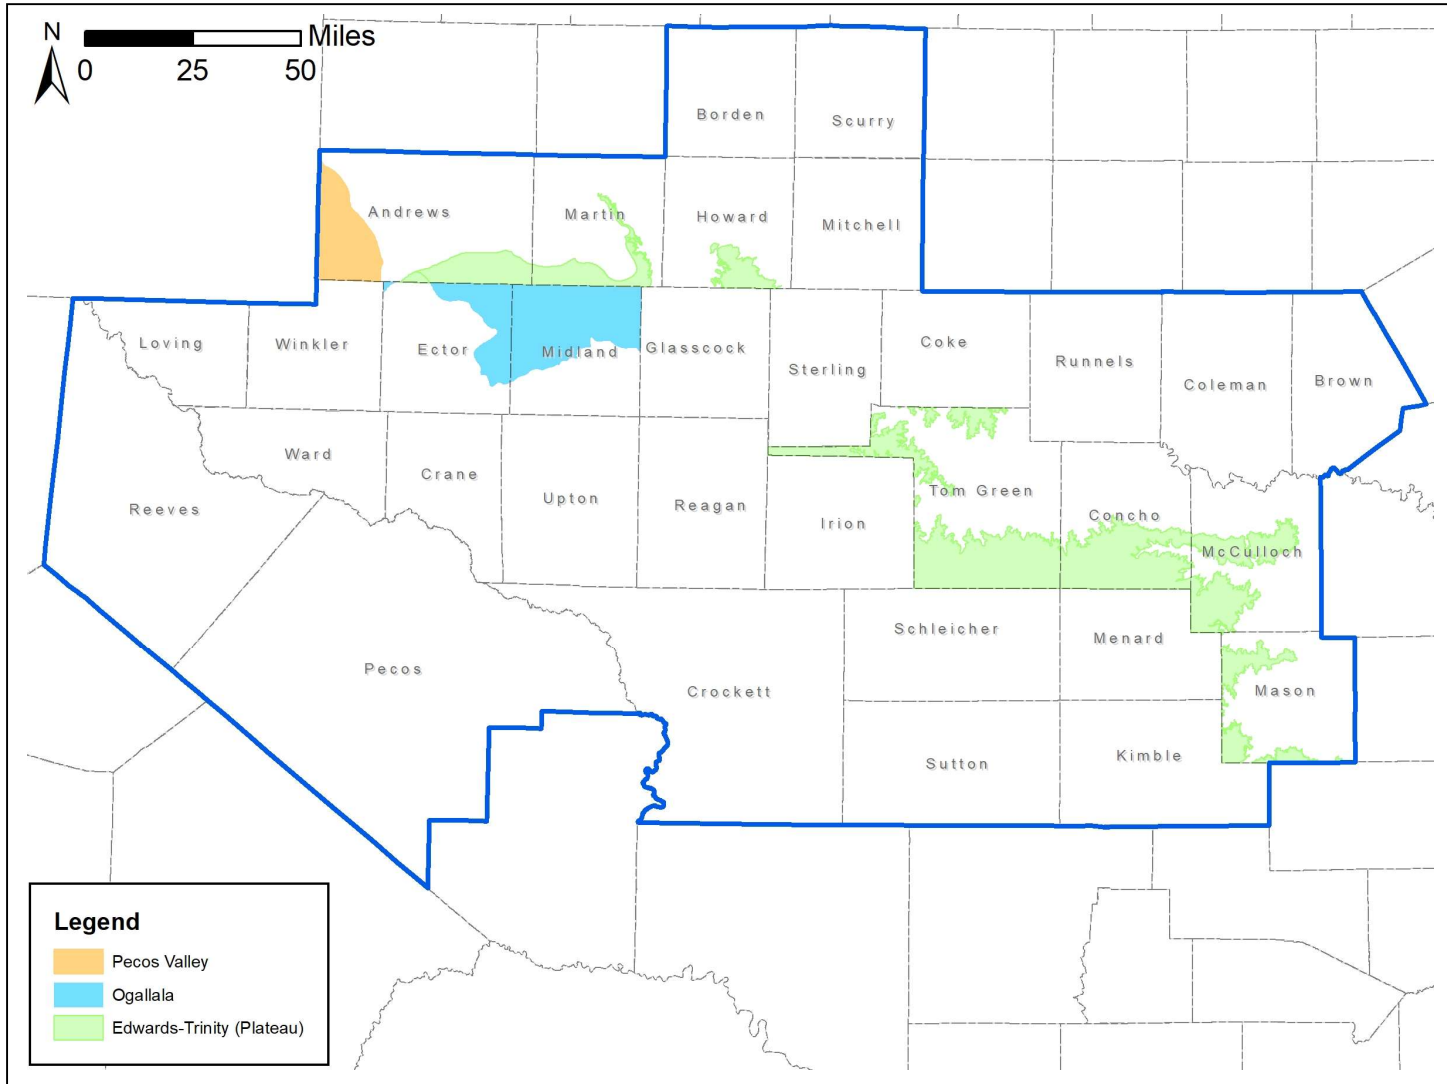 N
Miles
0 25 50
Borden
Scurry
Andrews
Martin
Howard
Mitchell
Loving
Winkler
Ector
Midland
Glasscock
Sterling
Coke
Runnels
Coleman
Brown
Reeves
Ward
Crane
Upton
Reagan
Irion
Tom Green
Concho
McCulloch
Pecos
Crockett
Schleicher
Menard
Mason
Sutton
Kimble
Legend
Pecos Valley
Ogallala
Edwards-Trinity (Plateau)